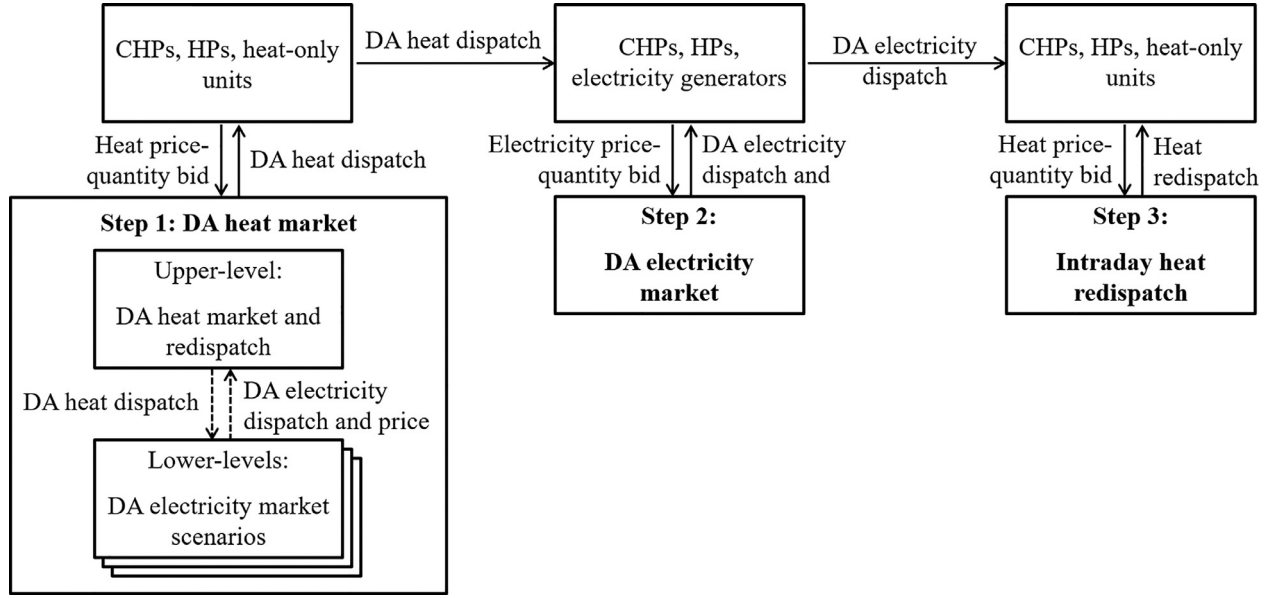 CHPs, HPs, heat-only
units
DA heat dispatch
CHPs, HPs,
electricity generators
DA electricity
dispatch
CHPs, HPs, heat-only
units
Heat price-
quantity bid
DA heat dispatch
Electricity price-
quantity bid
DA electricity
dispatch and
Heat price-
quantity bid
Heat
redispatch
Step 1: DA heat market
Upper-level:
DA heat market and
redispatch
DA heat dispatch
DA electricity
dispatch and price
Lower-levels:
DA electricity market
scenarios
Step 2:
DA electricity
market
Step 3:
Intraday heat
redispatch